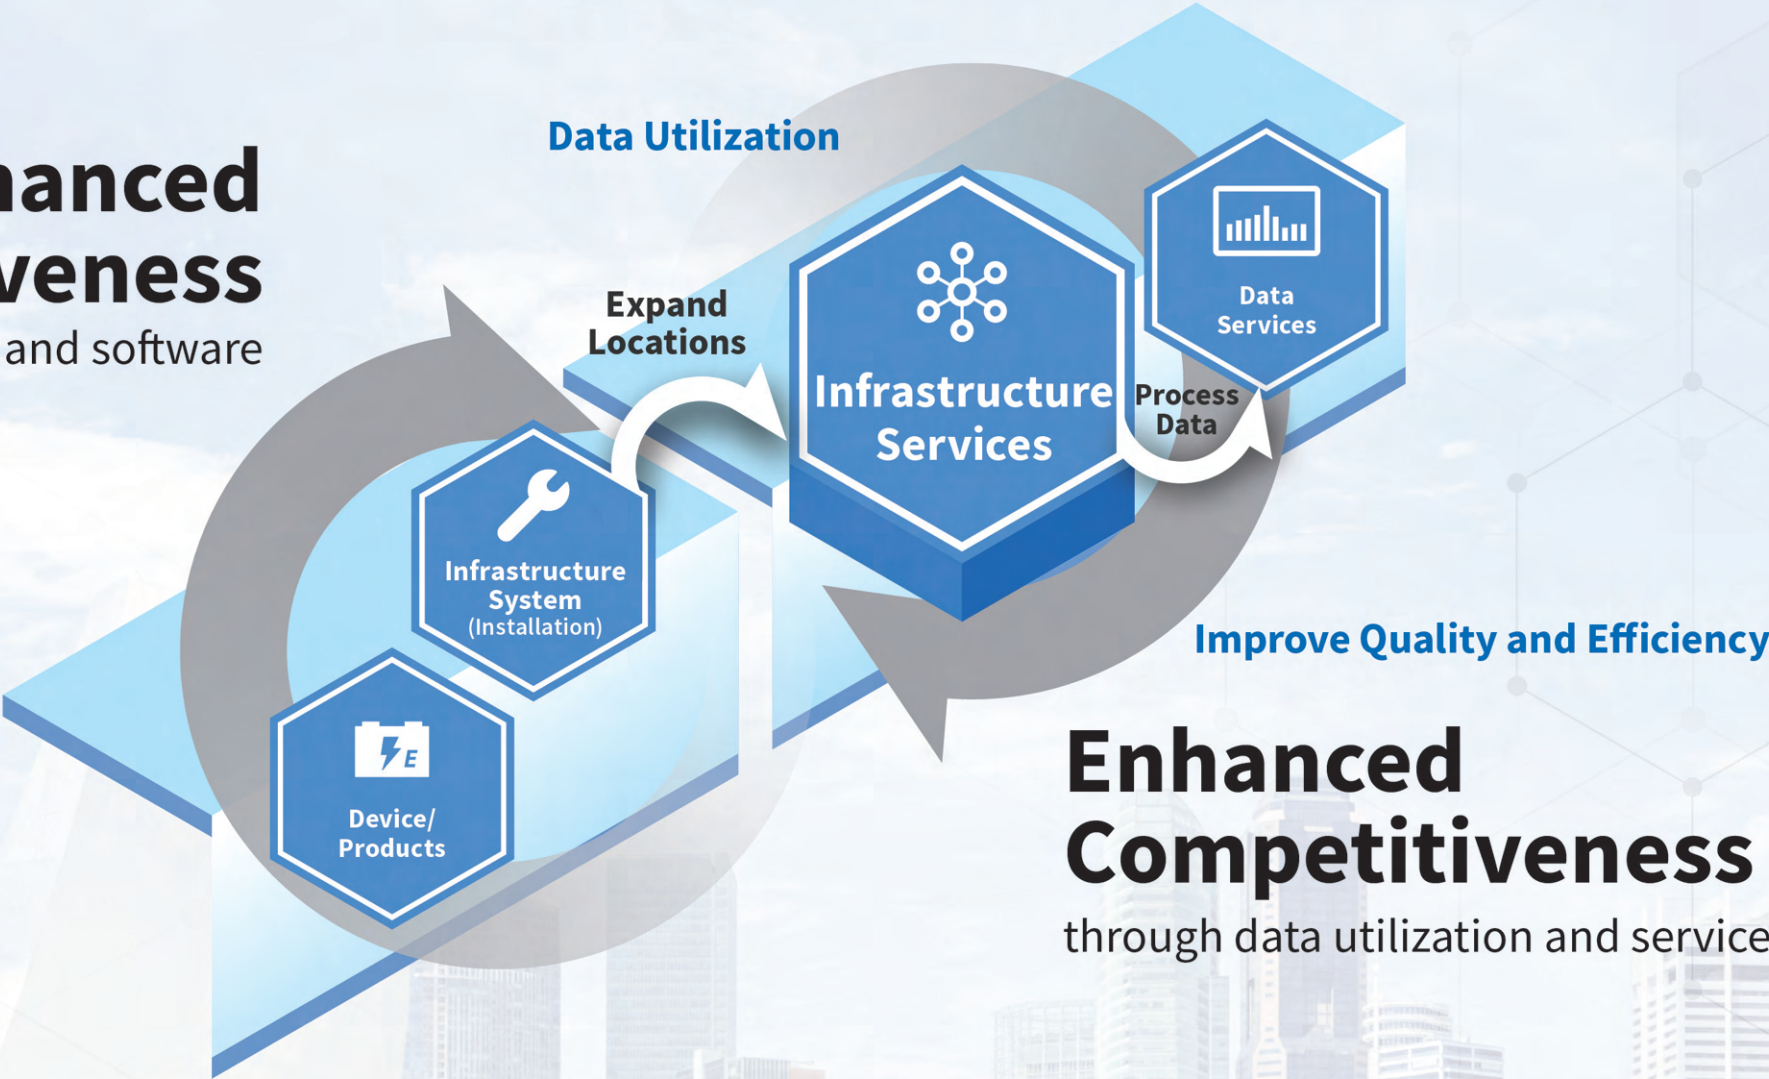 hanced
veness
and software
Data Utilization
Expand
Locations
Infrastructure
Services
Process
Data
Data
Services
Infrastructure
System
(Installation)
E
Device/
Products
Improve Quality and Efficiency
Enhanced
Competitiveness
through data utilization and service